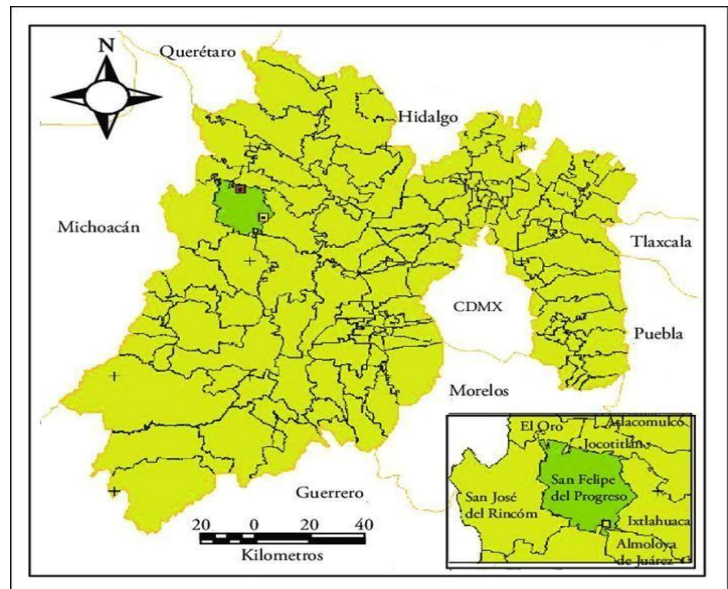 N
Querétaro
Hidalgo
Michoacán
Tlaxcala
CDMX
Puebla
Morelos
Guerrero
20 0 20 40
Kilometros
El Oro
Atlacomulcó
Jocotitlán
San Felipe
del Progreso
San José
del Rincóm
Ixtlahuaca
Almoloya
de Juárez